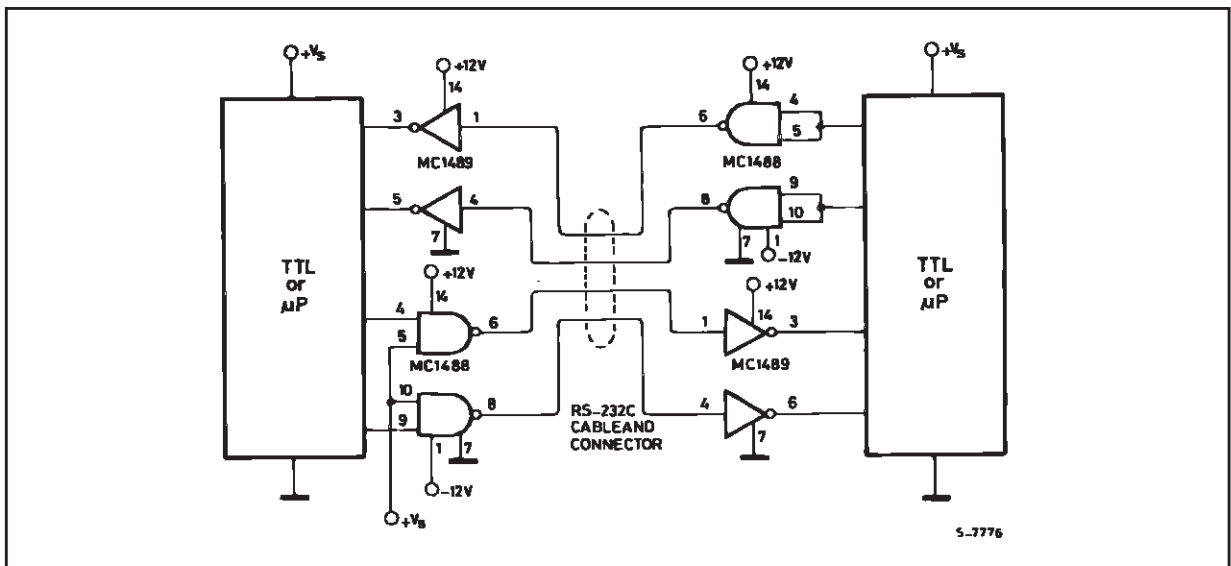 +Vs
+12V
14
3
1
MC1489
5
4
7
TTL
or
μP
+12V
14
4
5
6
MC1488
10
9
8
1
7
-12V
+Vs
RS-232C
CABLE AND
CONNECTOR
+12V
14
6
4
5
MC1488
8
9
10
7
1
-12V
+12V
14
1
3
MC1489
4
6
7
+Vs
TTL
or
μP
S-7776